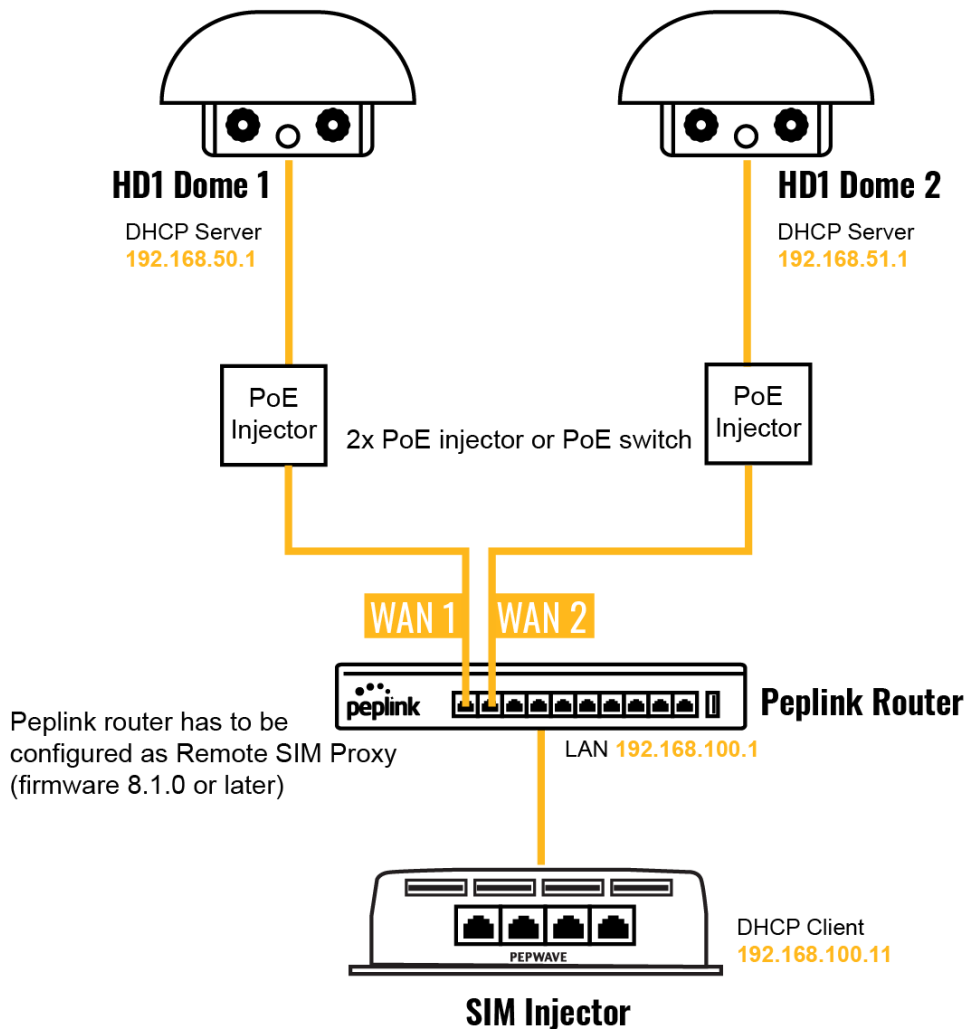 HD1 Dome 1
DHCP Server
192.168.50.1
HD1 Dome 2
DHCP Server
192.168.51.1
PoE
Injector
2x PoE injector or PoE switch
PoE
Injector
WAN 1
WAN 2
peplink
Peplink Router
Peplink router has to be
configured as Remote SIM Proxy
(firmware 8.1.0 or later)
LAN 192.168.100.1
PEPWAVE
DHCP Client
192.168.100.11
SIM Injector